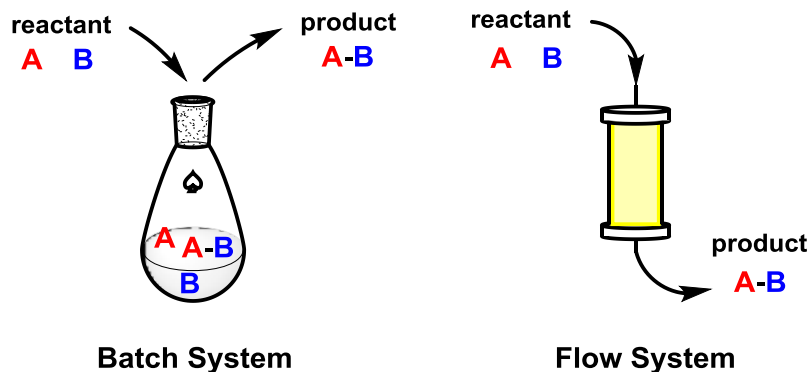 reactant
A B
product
A-B
A A-B
B
Batch System
reactant
A B
product
A-B
Flow System